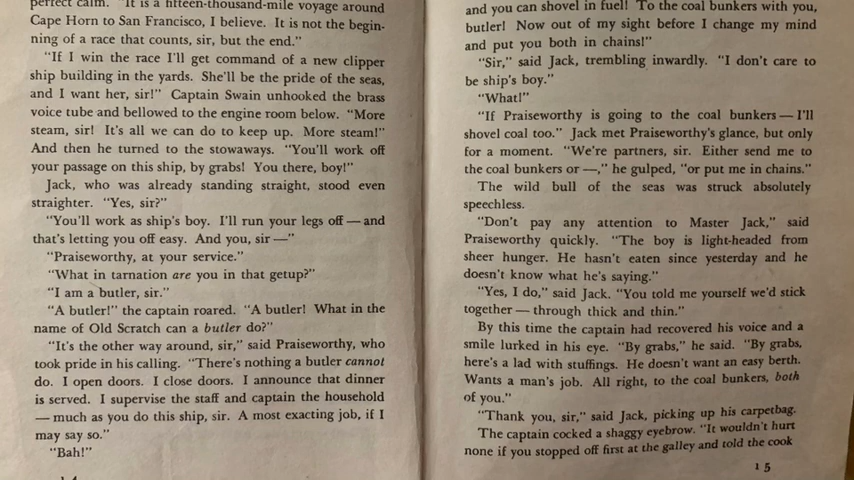 perfect calm. "It is a fifteen-thousand-mile voyage around
Cape Horn to San Francisco, I believe. It is not the begin-
ning of a race that counts, sir, but the end."
"If I win the race I'll get command of a new clipper
ship building in the yards. She'll be the pride of the seas,
and I want her, sir!" Captain Swain unhooked the brass
voice tube and bellowed to the engine room below. "More
steam, sir! It's all we can do to keep up. More steam!"
And then he turned to the stowaways. "You'll work off
your passage on this ship, by grabs! You there, boy!"
Jack, who was already standing straight, stood even
straighter. "Yes, sir?"
"You'll work as ship's boy. I'll run your legs off — and
that's letting you off easy. And you, sir —"
"Praiseworthy, at your service."
"What in tarnation are you in that getup?"
"I am a butler, sir."
"A butler!" the captain roared. "A butler! What in the
name of Old Scratch can a butler do?"
"It's the other way around, sir," said Praiseworthy, who
took pride in his calling. "There's nothing a butler cannot
do. I open doors. I close doors. I announce that dinner
is served. I supervise the staff and captain the household
— much as you do this ship, sir. A most exacting job, if I
may say so."
"Bah!"
14
and you can shovel in fuel! To the coal bunkers with you,
butler! Now out of my sight before I change my mind
and put you both in chains!"
"Sir," said Jack, trembling inwardly. "I don't care to
be ship's boy."
"What!"
"If Praiseworthy is going to the coal bunkers — I'll
shovel coal too." Jack met Praiseworthy's glance, but only
for a moment. "We're partners, sir. Either send me to
the coal bunkers or —," he gulped, "or put me in chains."
The wild bull of the seas was struck absolutely
speechless.
"Don't pay any attention to Master Jack," said
Praiseworthy quickly. "The boy is light-headed from
sheer hunger. He hasn't eaten since yesterday and he
doesn't know what he's saying."
"Yes, I do," said Jack. "You told me yourself we'd stick
together — through thick and thin."
By this time the captain had recovered his voice and a
smile lurked in his eye. "By grabs," he said. "By grabs,
here's a lad with stuffings. He doesn't want an easy berth.
Wants a man's job. All right, to the coal bunkers, both
of you."
"Thank you, sir," said Jack, picking up his carpetbag.
The captain cocked a shaggy eyebrow. "It wouldn't hurt
none if you stopped off first at the galley and told the cook
15